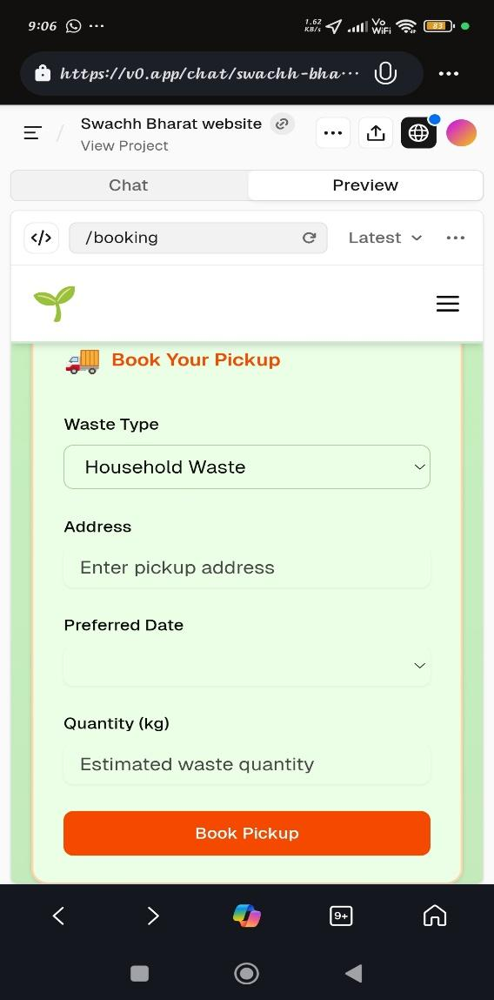 9:06
1.62
KB/s
Vo
WiFi
83
https://v0.app/chat/swachh-bha...
Swachh Bharat website
View Project
Chat
Preview
/booking
Latest
Book Your Pickup
Waste Type
Household Waste
Address
Enter pickup address
Preferred Date
Quantity (kg)
Estimated waste quantity
Book Pickup
9+